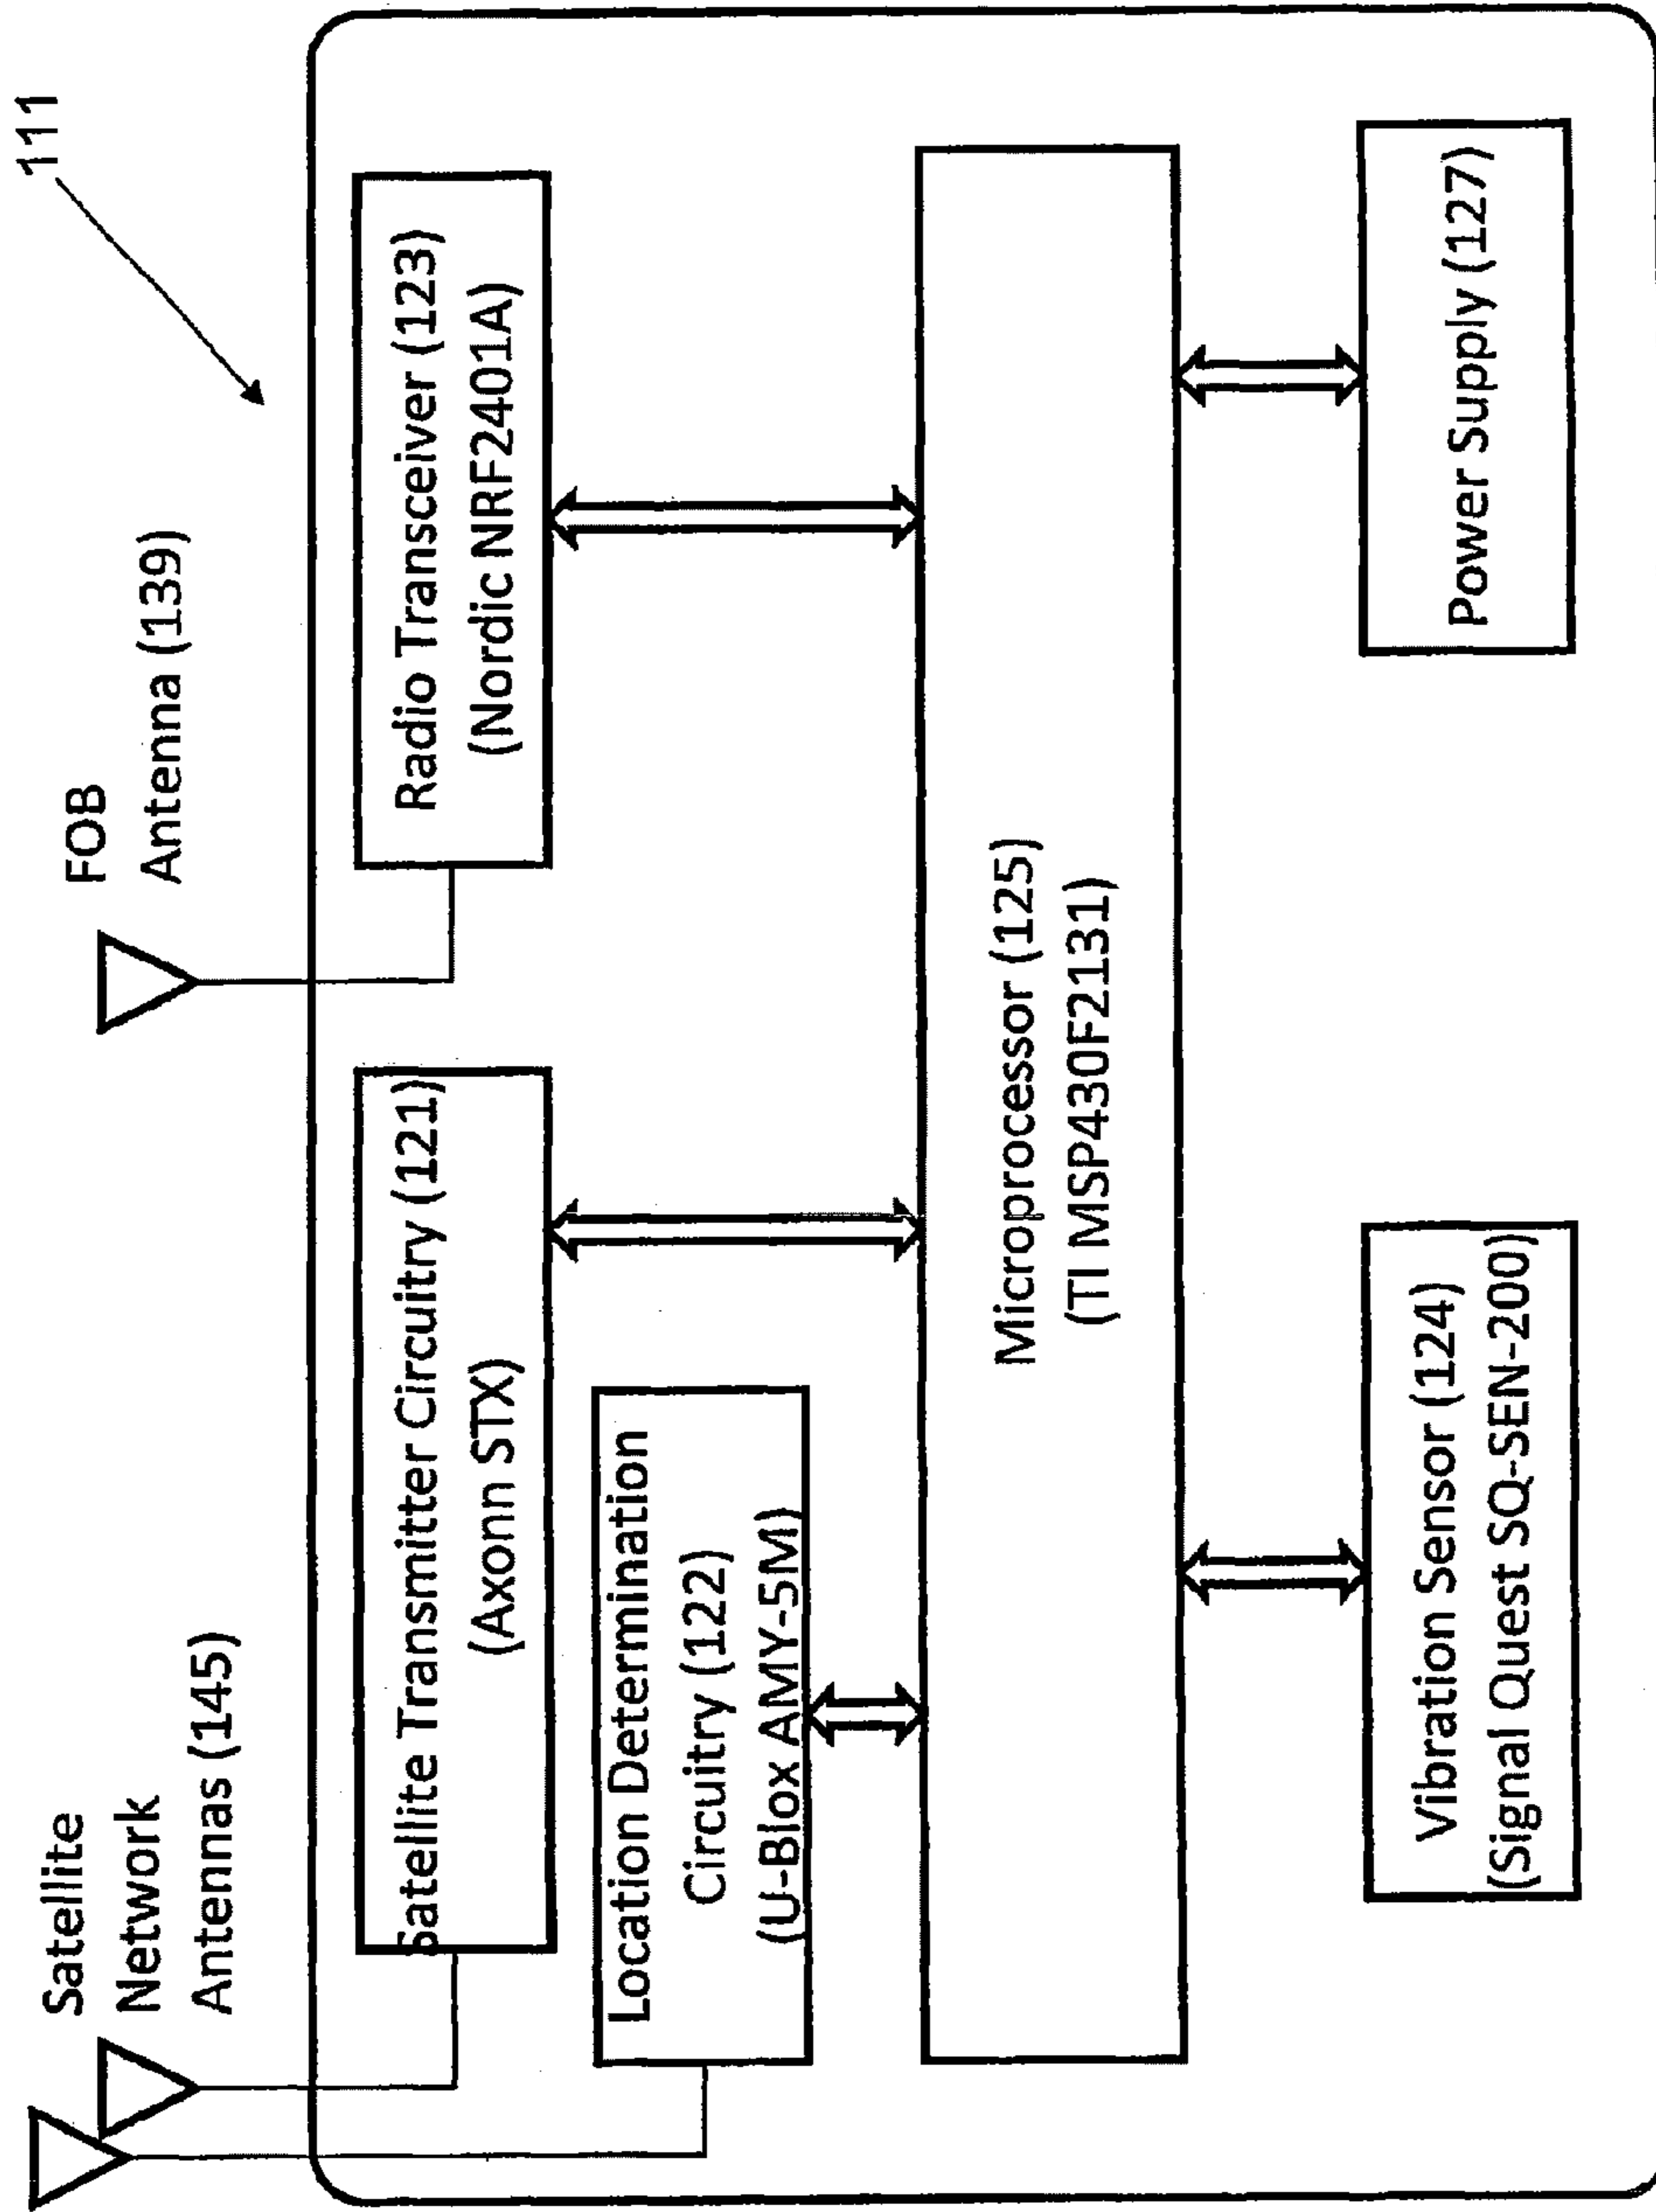 111
Satellite
Network
Antennas (145)
FOB
Antenna (139)
Satellite Transmitter Circuitry (121)
(Axonn STX)
Radio Transceiver (123)
(Nordic NRF2401A)
Location Determination
Circuitry (122)
(U-Blox AMY-5M)
Microprocessor (125)
(TI MSP430F2131)
Vibration Sensor (124)
(Signal Quest SQ-SEN-200)
Power Supply (127)